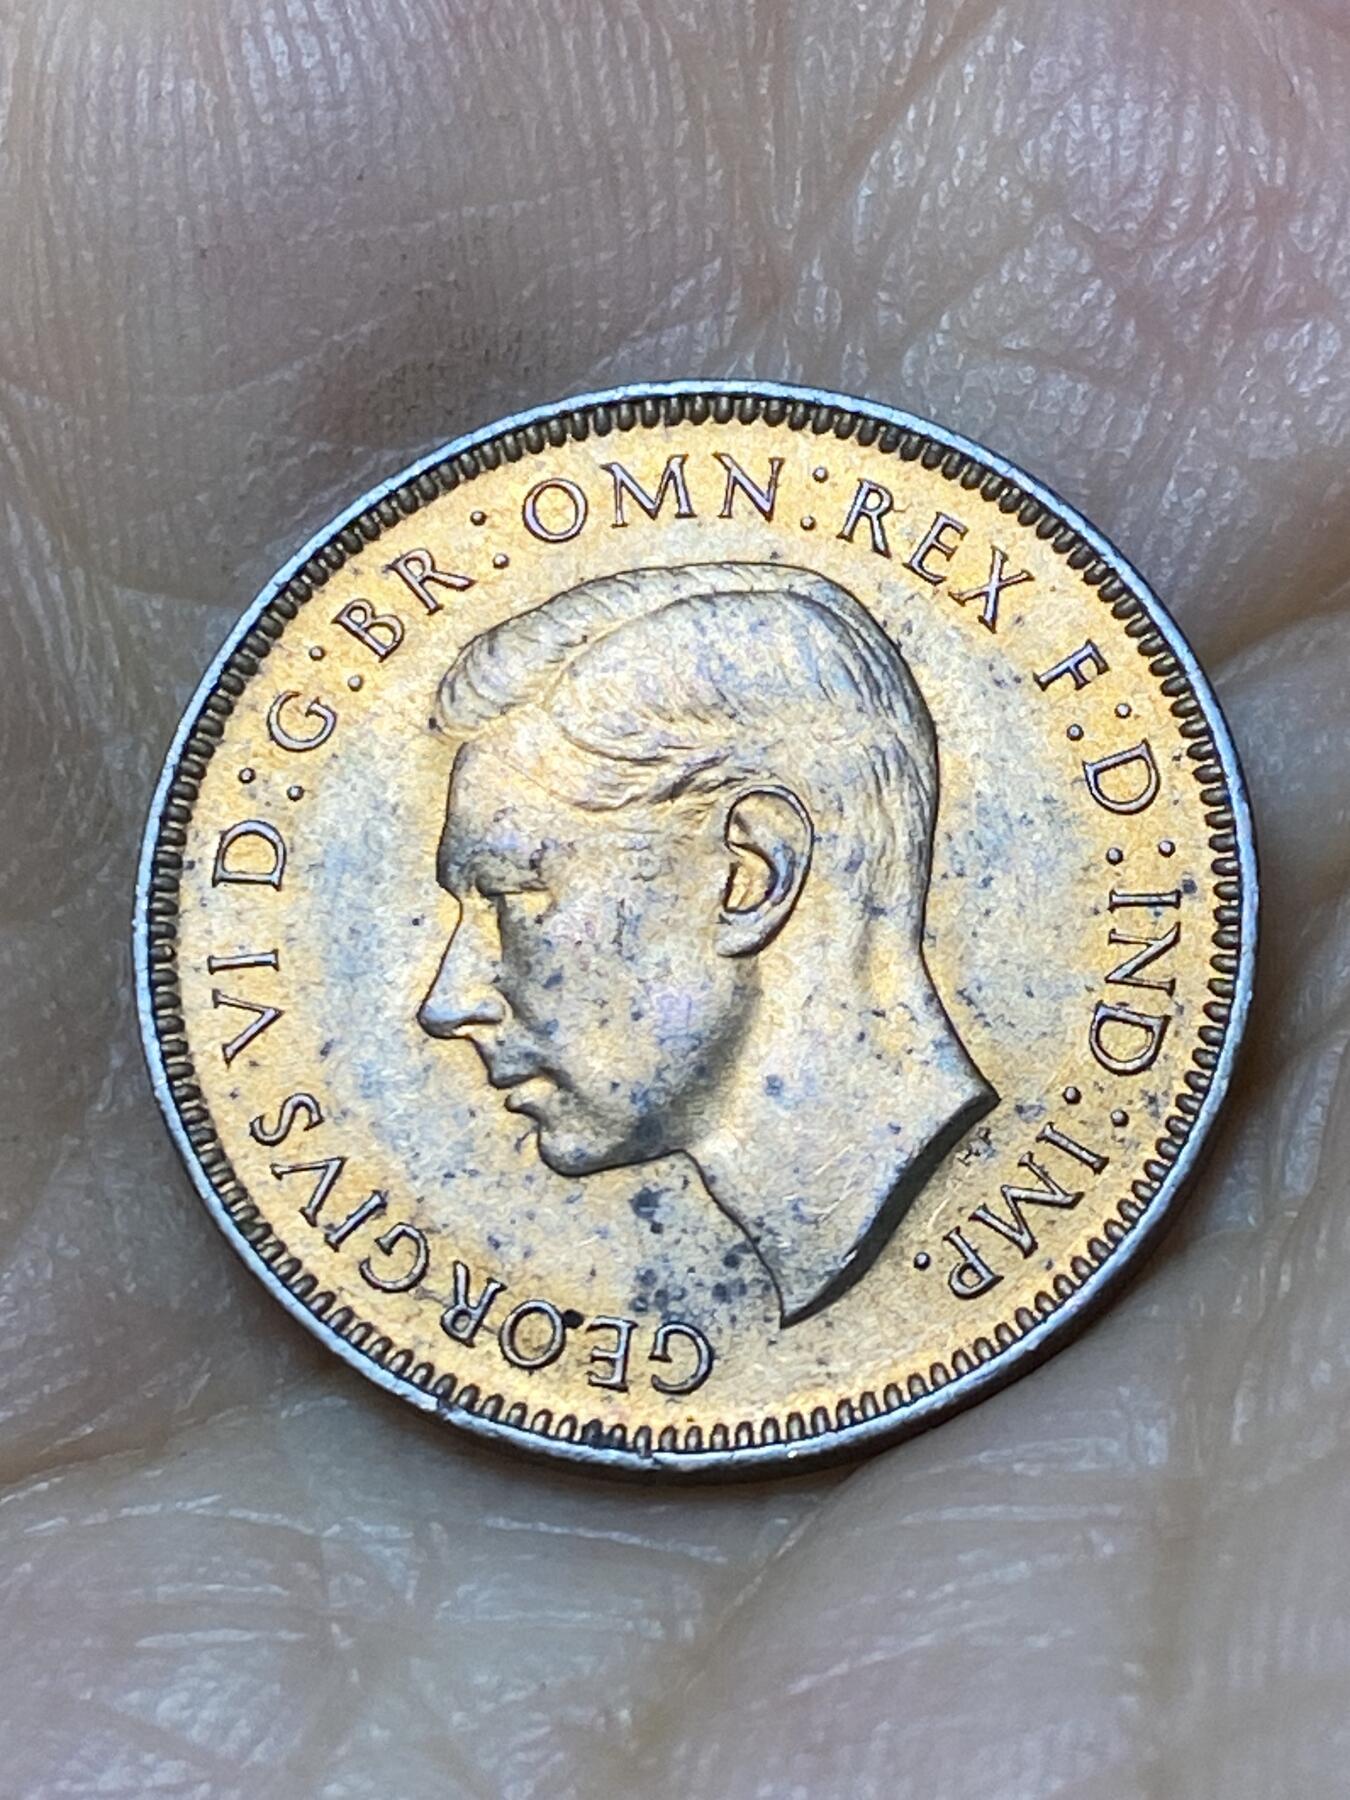 GEORGIVS VI D : G : BR : OMN : REX F : D : IND : IMP.